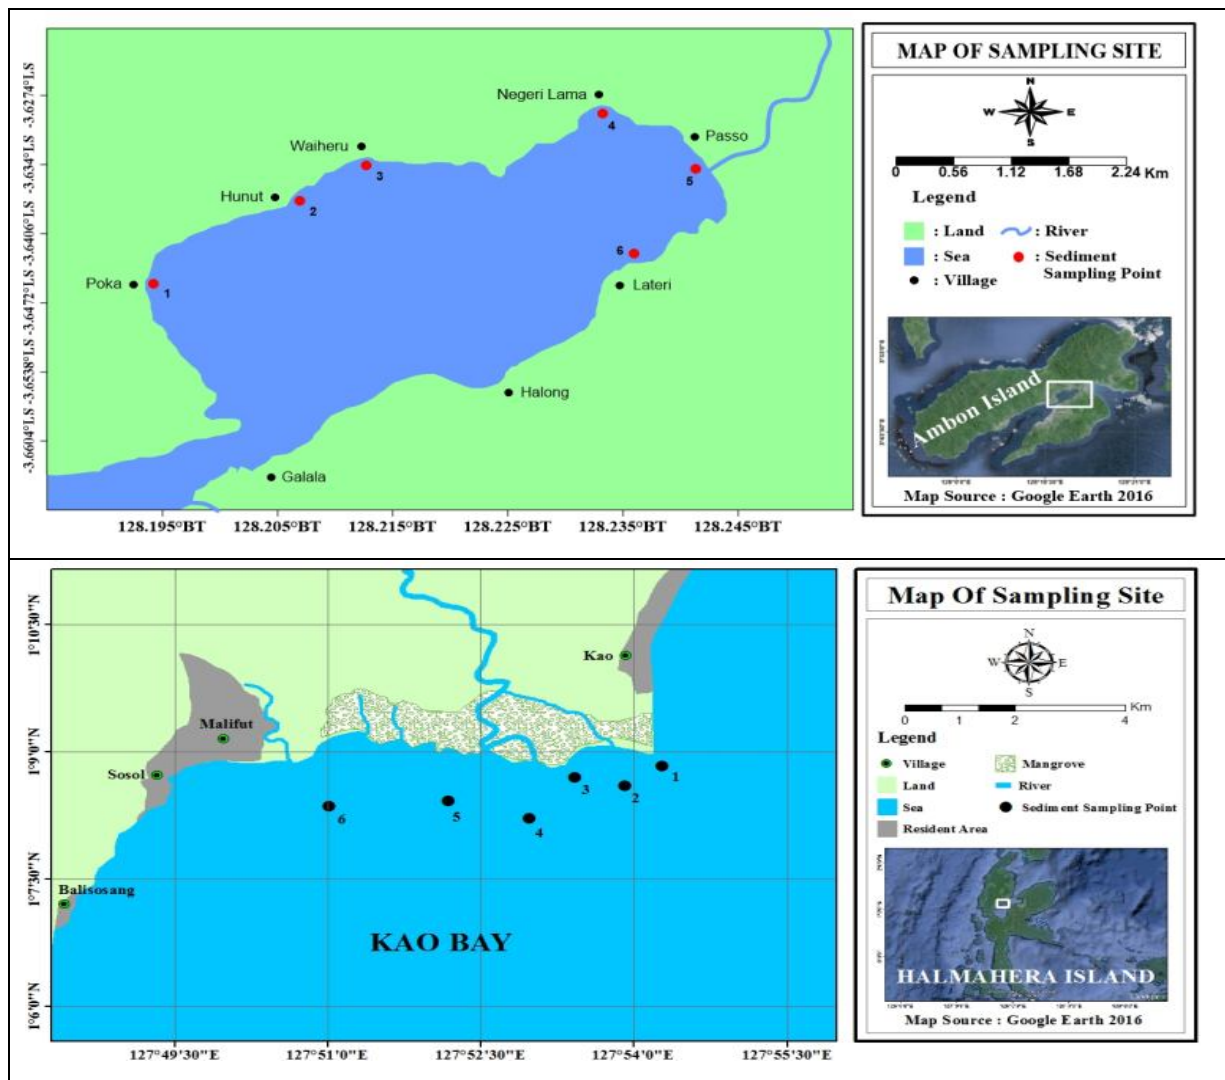 MAP OF SAMPLING SITE
N
W E
S
0 0.56 1.12 1.68 2.24 Km
Legend
: Land : River
: Sea : Sediment
Sampling Point
: Village
Ambon Island
Map Source : Google Earth 2016
-3.6274°LS
-3.634°LS
-3.6406°LS
-3.6472°LS
-3.6538°LS
-3.6604°LS
Negeri Lama
4
Passo
Waiheru
3
5
Hunut
2
6
Poka
1
Lateri
Halong
Galala
128.195°BT 128.205°BT 128.215°BT 128.225°BT 128.235°BT 128.245°BT
Map Of Sampling Site
N
W E
S
0 1 2 4 Km
Legend
Village Mangrove
Land River
Sea Sediment Sampling Point
Resident Area
HALMAHERA ISLAND
Map Source : Google Earth 2016
1°10'30"N
1°9'0"N
1°7'30"N
1°6'0"N
Kao
Malifut
Sosol
1
3
2
6
5
4
Balisosang
KAO BAY
127°49'30"E 127°51'0"E 127°52'30"E 127°54'0"E 127°55'30"E